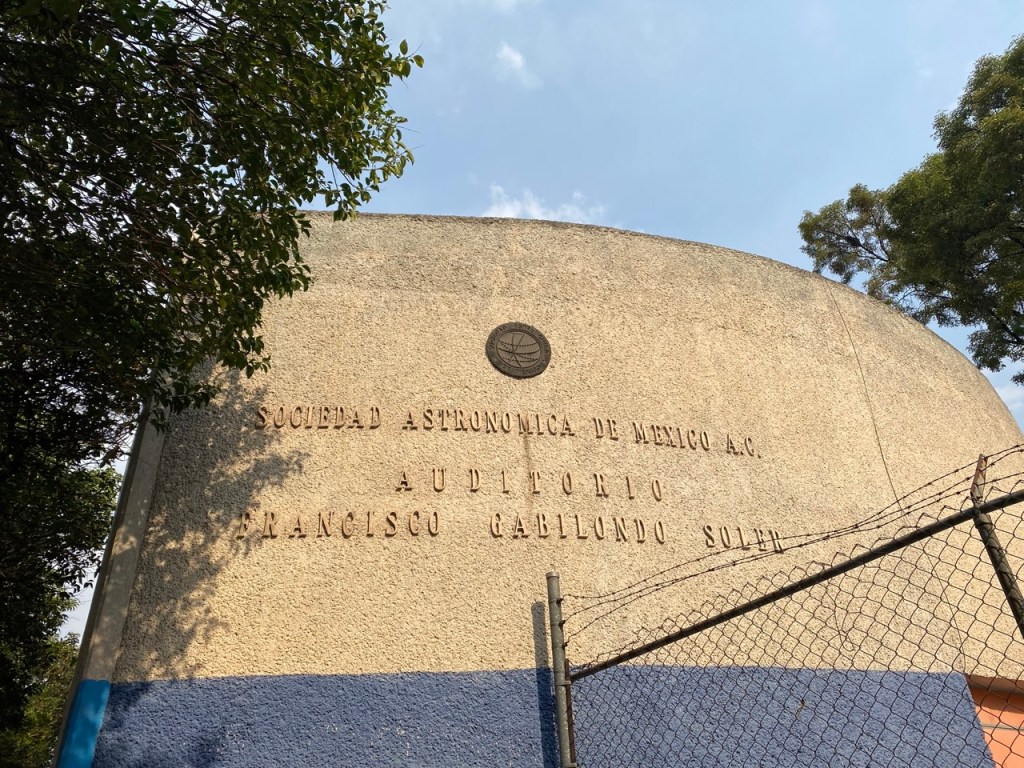 SOCIEDAD ASTRONOMICA DE MEXICO A.C.
AUDITORIO
FRANCISCO GABILONDO SOLER